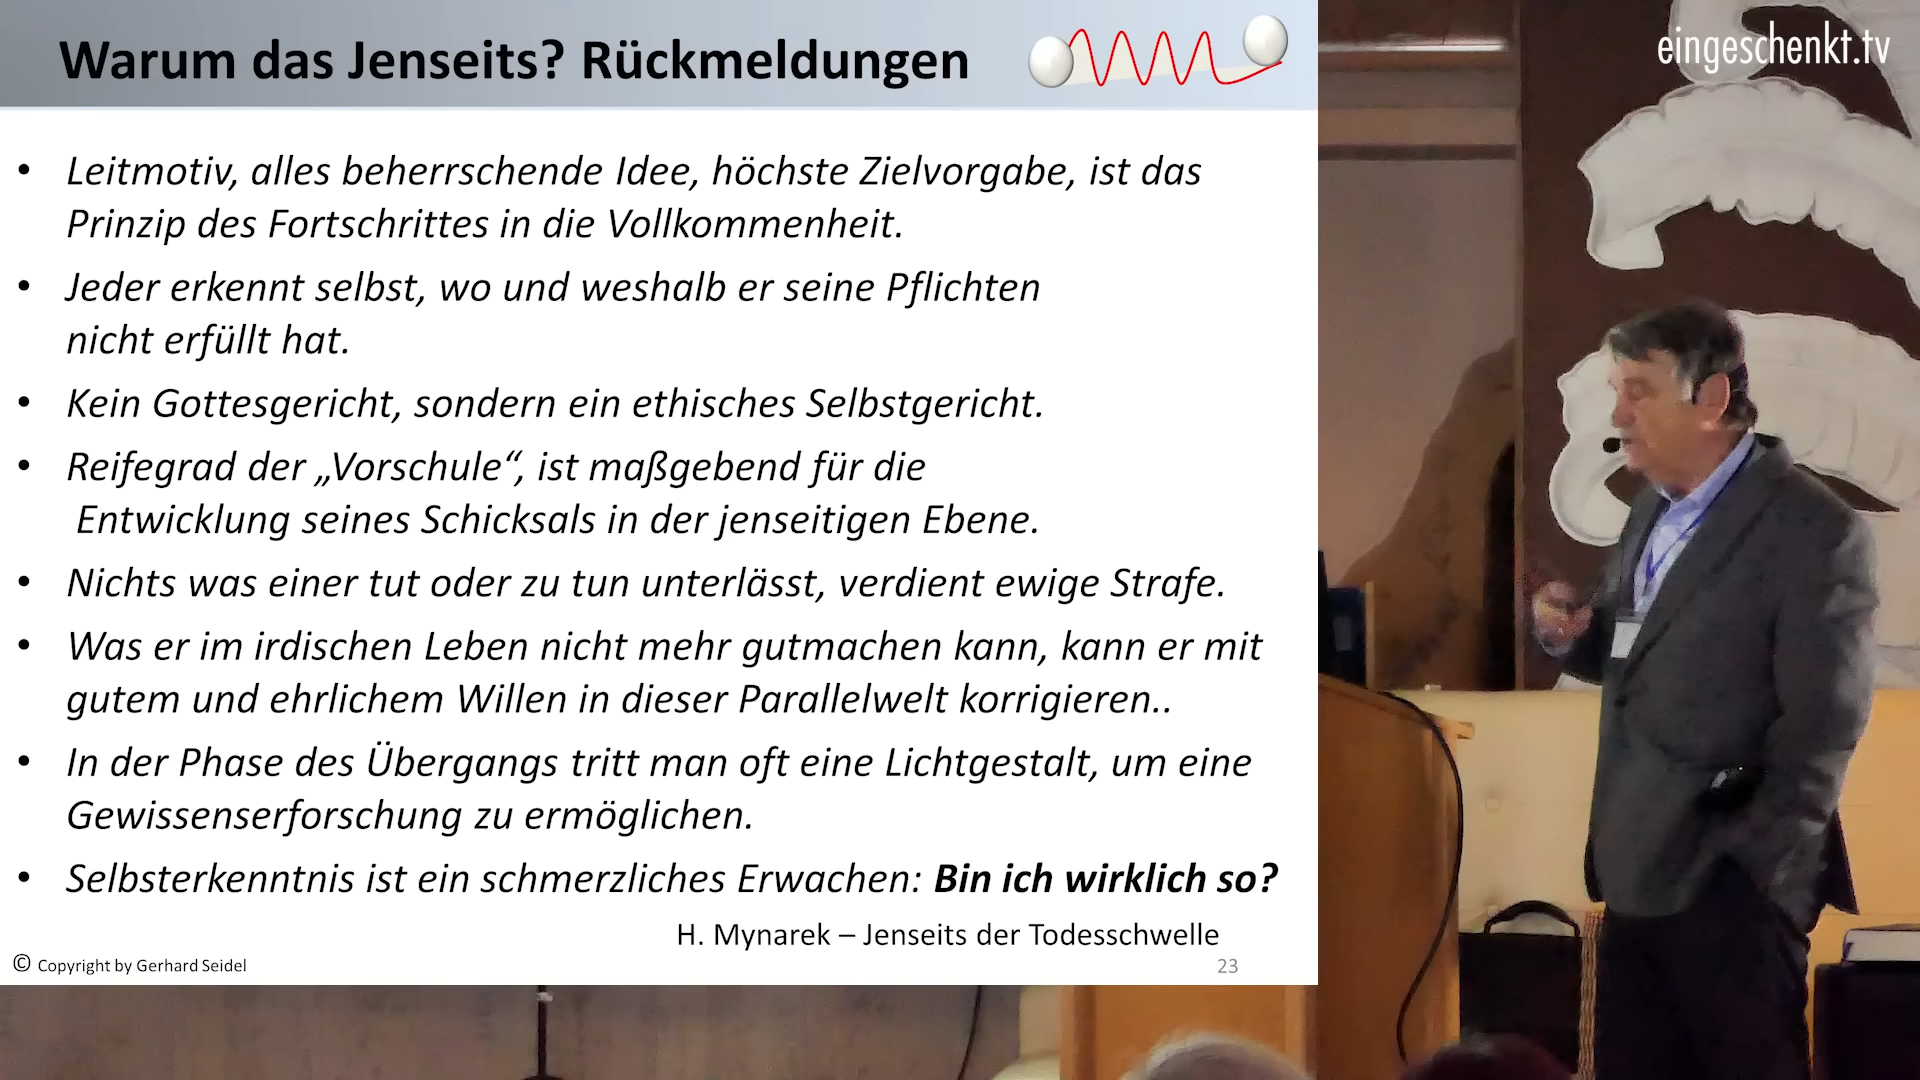 Warum das Jenseits? Rückmeldungen
eingeschenkt.tv
• Leitmotiv, alles beherrschende Idee, höchste Zielvorgabe, ist das
Prinzip des Fortschrittes in die Vollkommenheit.
• Jeder erkennt selbst, wo und weshalb er seine Pflichten
nicht erfüllt hat.
• Kein Gottesgericht, sondern ein ethisches Selbstgericht.
• Reifegrad der „Vorschule“, ist maßgebend für die
Entwicklung seines Schicksals in der jenseitigen Ebene.
• Nichts was einer tut oder zu tun unterlässt, verdient ewige Strafe.
• Was er im irdischen Leben nicht mehr gutmachen kann, kann er mit
gutem und ehrlichem Willen in dieser Parallelwelt korrigieren..
• In der Phase des Übergangs tritt man oft eine Lichtgestalt, um eine
Gewissenserforschung zu ermöglichen.
• Selbsterkenntnis ist ein schmerzliches Erwachen: Bin ich wirklich so?
H. Mynarek – Jenseits der Todesschwelle
© Copyright by Gerhard Seidel
23